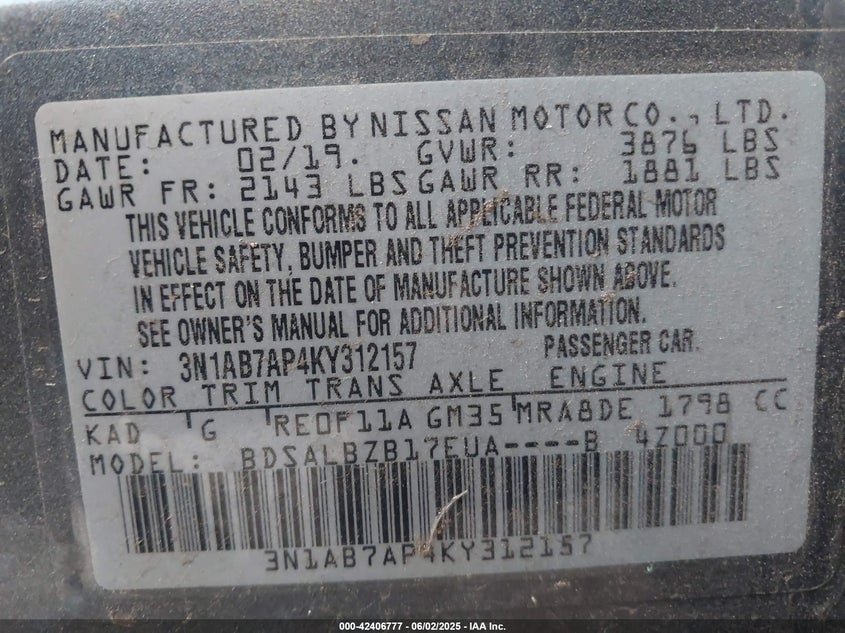 MANUFACTURED BY NISSAN MOTOR CO., LTD.
DATE: 02/19. GVWR: 3876 LBS
GAWR FR: 2143 LBS GAWR RR: 1881 LBS
THIS VEHICLE CONFORMS TO ALL APPLICABLE FEDERAL MOTOR
VEHICLE SAFETY, BUMPER AND THEFT PREVENTION STANDARDS
IN EFFECT ON THE DATE OF MANUFACTURE SHOWN ABOVE.
SEE OWNER'S MANUAL FOR ADDITIONAL INFORMATION.
VIN: 3N1AB7AP4KY312157 PASSENGER CAR.
COLOR TRIM TRANS AXLE ENGINE
KAD G RE0F11A GM35 MRA8DE 1798 CC
MODEL: BDSALBZB17EUA----B 4Z000
3N1AB7AP4KY312157
000-42406777 - 06/02/2025 - IAA Inc.